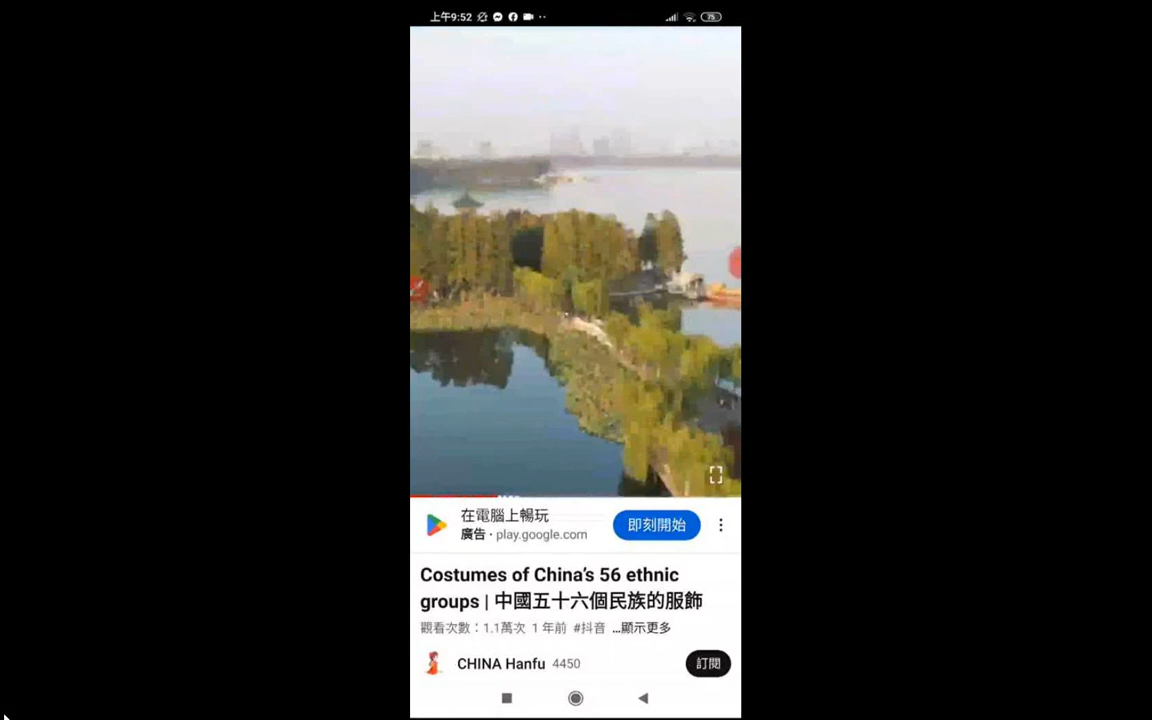 上午9:52
75
在電腦上暢玩
廣告 · play.google.com
即刻開始
Costumes of China's 56 ethnic
groups | 中國五十六個民族的服飾
觀看次數：1.1萬次 1 年前 #抖音 ...顯示更多
CHINA Hanfu 4450
訂閱